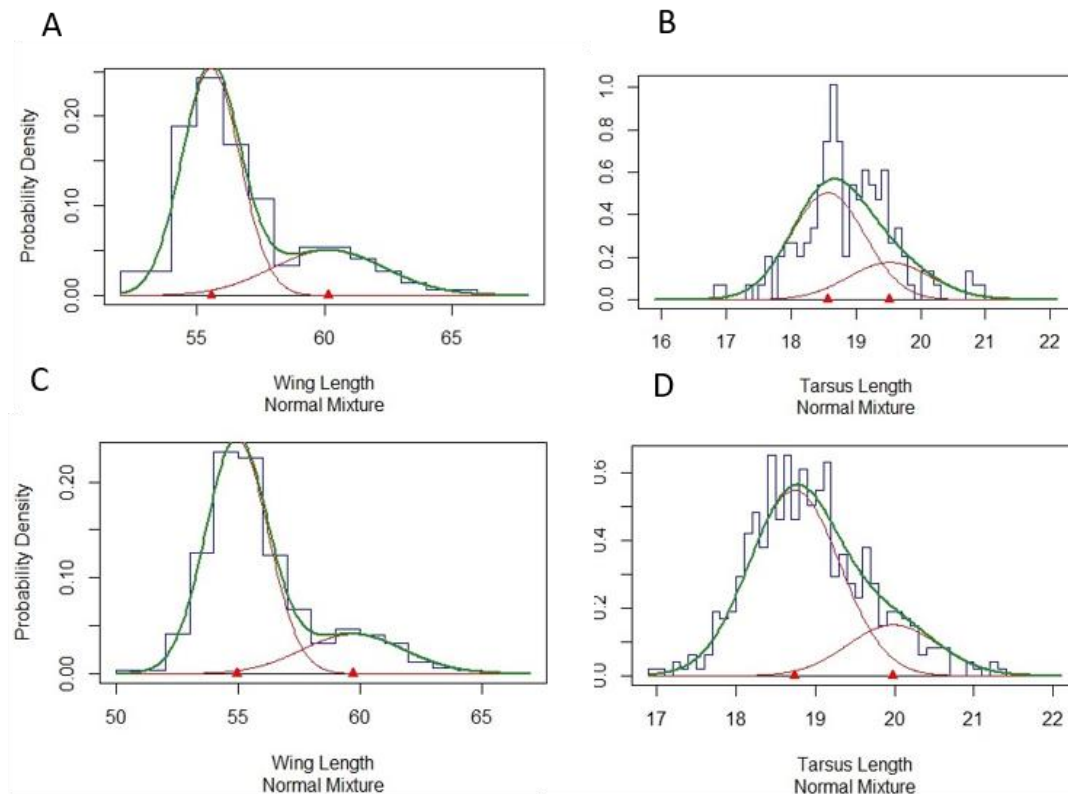 A
Probability Density
0.00
0.10
0.20
55
60
65
Wing Length
Normal Mixture
B
0.0
0.2
0.4
0.6
0.8
1.0
16
17
18
19
20
21
22
Tarsus Length
Normal Mixture
C
Probability Density
0.00
0.10
0.20
50
55
60
65
Wing Length
Normal Mixture
D
0.0
0.2
0.4
0.6
17
18
19
20
21
22
Tarsus Length
Normal Mixture